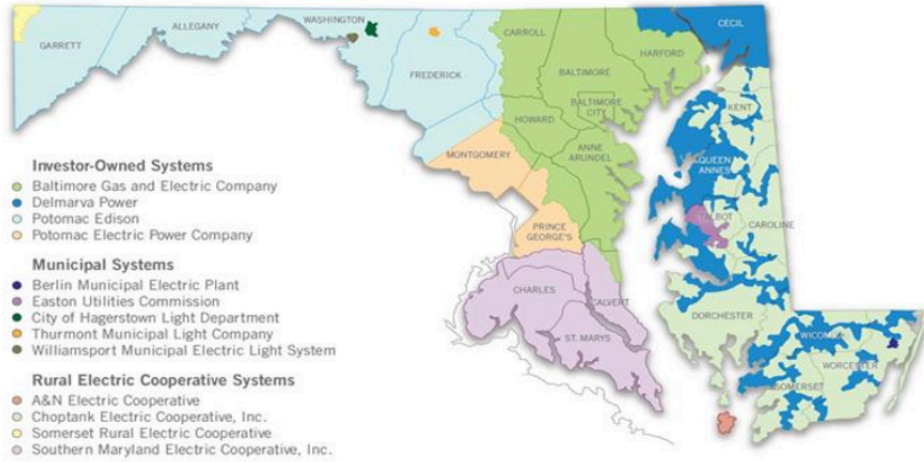 WASHINGTON
ALLEGANY
GARRETT
FREDERICK
CARROLL
CECIL
HARFORD
BALTIMORE
BALTIMORE
CITY
KENT
HOWARD
ANNE
ARUNDEL
MONTGOMERY
QUEEN
ANNES
TALBOT
CAROLINE
PRINCE
GEORGE'S
CHARLES
CALVERT
ST. MARYS
DORCHESTER
WICOMICO
WORCESTER
SOMERSET
Investor-Owned Systems
Baltimore Gas and Electric Company
Delmarva Power
Potomac Edison
Potomac Electric Power Company
Municipal Systems
Berlin Municipal Electric Plant
Easton Utilities Commission
City of Hagerstown Light Department
Thurmont Municipal Light Company
Williamsport Municipal Electric Light System
Rural Electric Cooperative Systems
A&N Electric Cooperative
Choptank Electric Cooperative, Inc.
Somerset Rural Electric Cooperative
Southern Maryland Electric Cooperative, Inc.